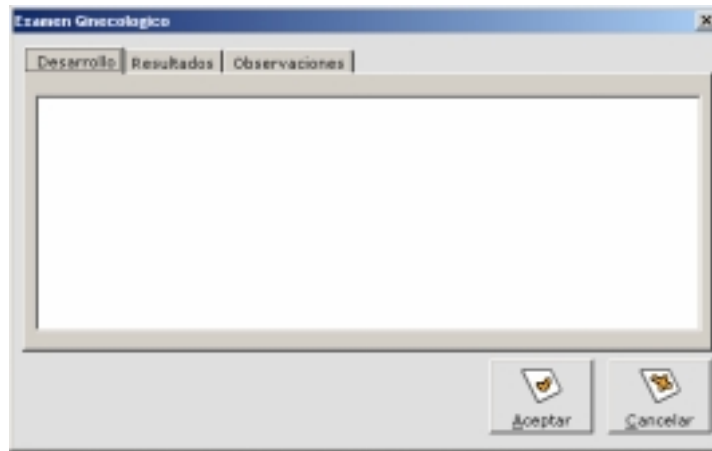 Examen Ginecologico
Desarrollo Resultados Observaciones
Aceptar Cancelar